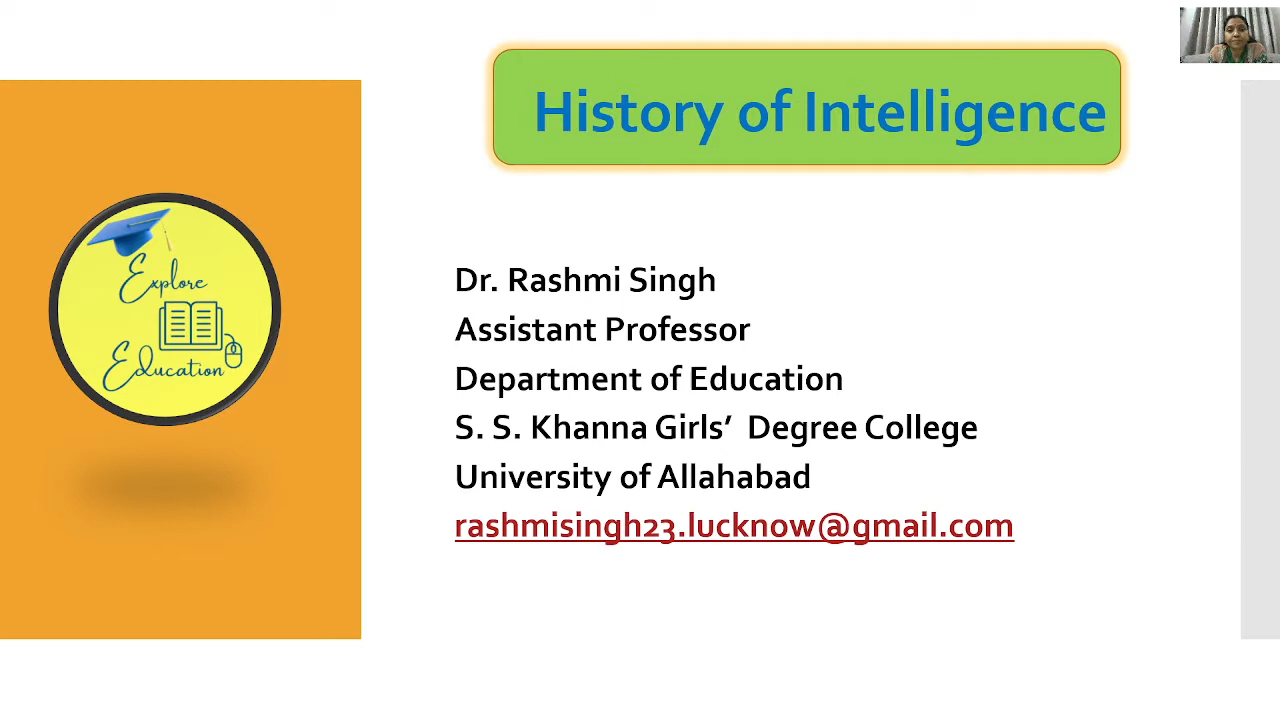 History of Intelligence
Explore
Education
Dr. Rashmi Singh
Assistant Professor
Department of Education
S. S. Khanna Girls’ Degree College
University of Allahabad
rashmisingh23.lucknow@gmail.com